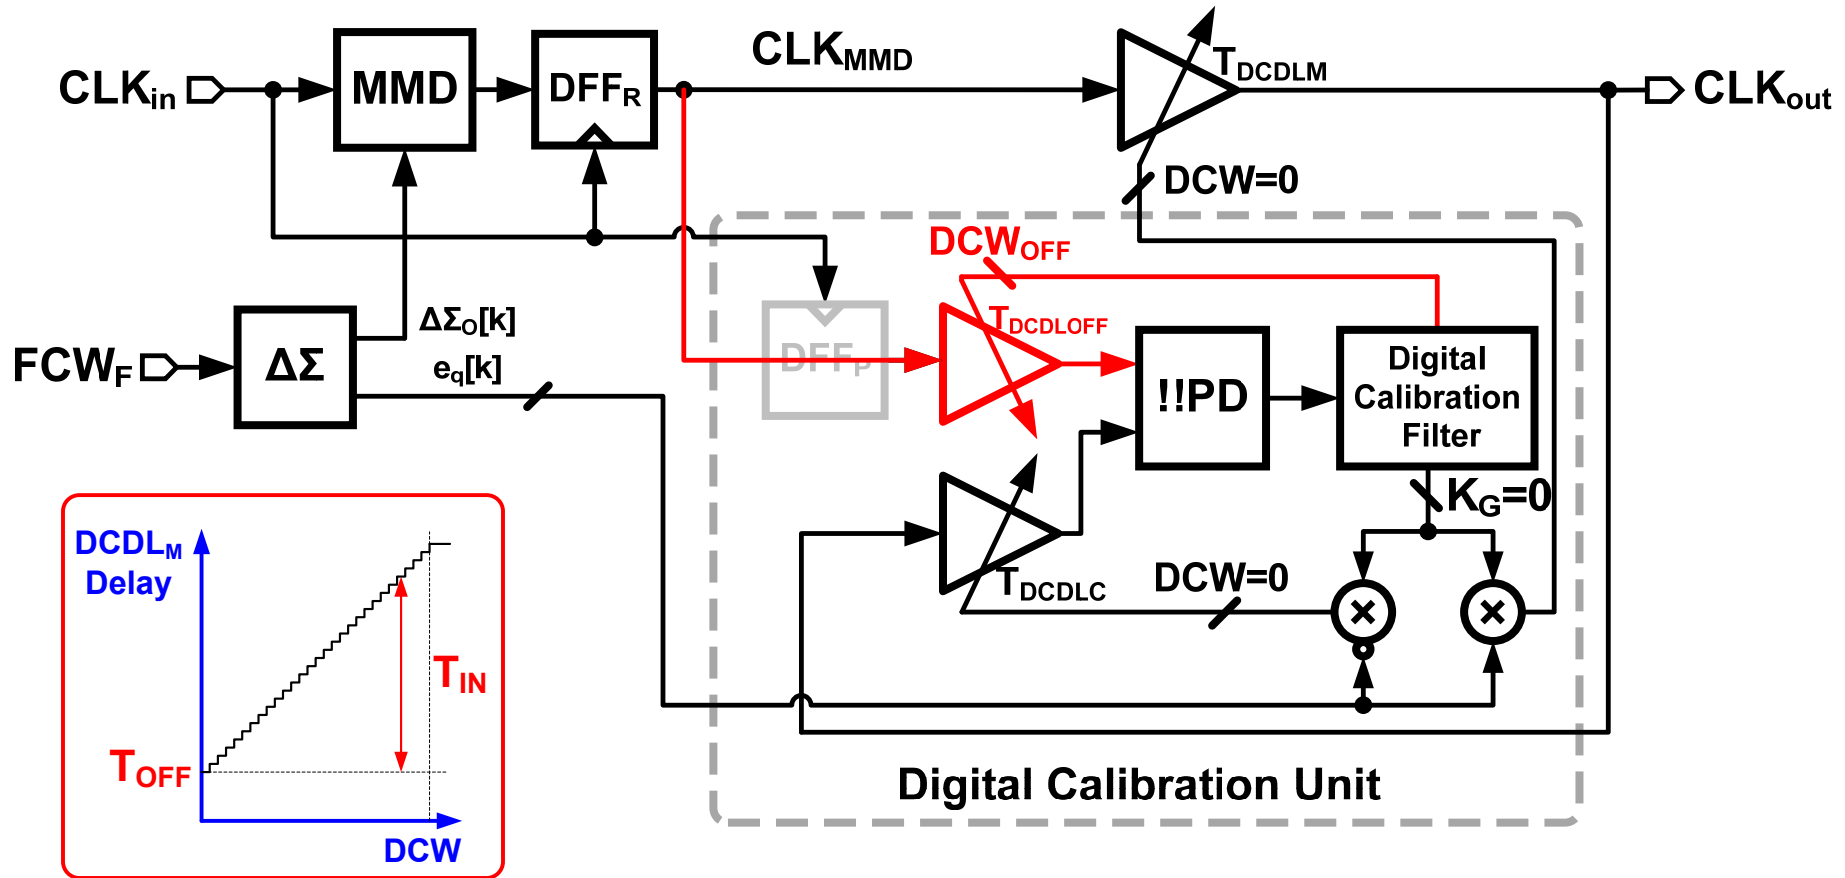 CLKin
MMD
DFFR
CLKMMD
TDCDLM
CLKout
DCW=0
DCWOFF
ΔΣO[k]
TDCDLOFF
FCWF
ΔΣ
eq[k]
DFFP
!!PD
Digital
Calibration
Filter
KG=0
DCW=0
TDCDLC
×
×
DCDLM
Delay
TIN
TOFF
DCW
Digital Calibration Unit